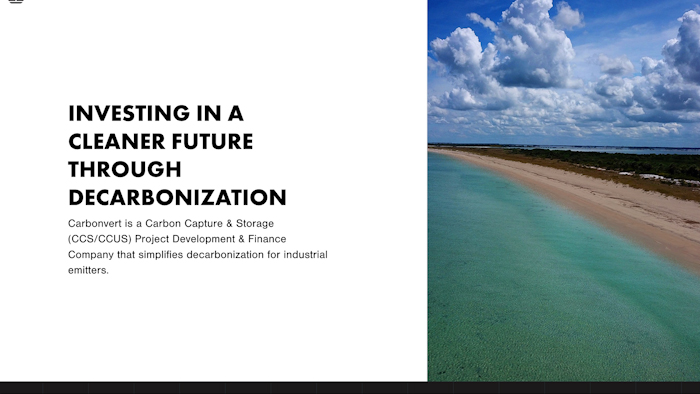 INVESTING IN A
CLEANER FUTURE
THROUGH
DECARBONIZATION
Carbonvert is a Carbon Capture & Storage
(CCS/CCUS) Project Development & Finance
Company that simplifies decarbonization for industrial
emitters.